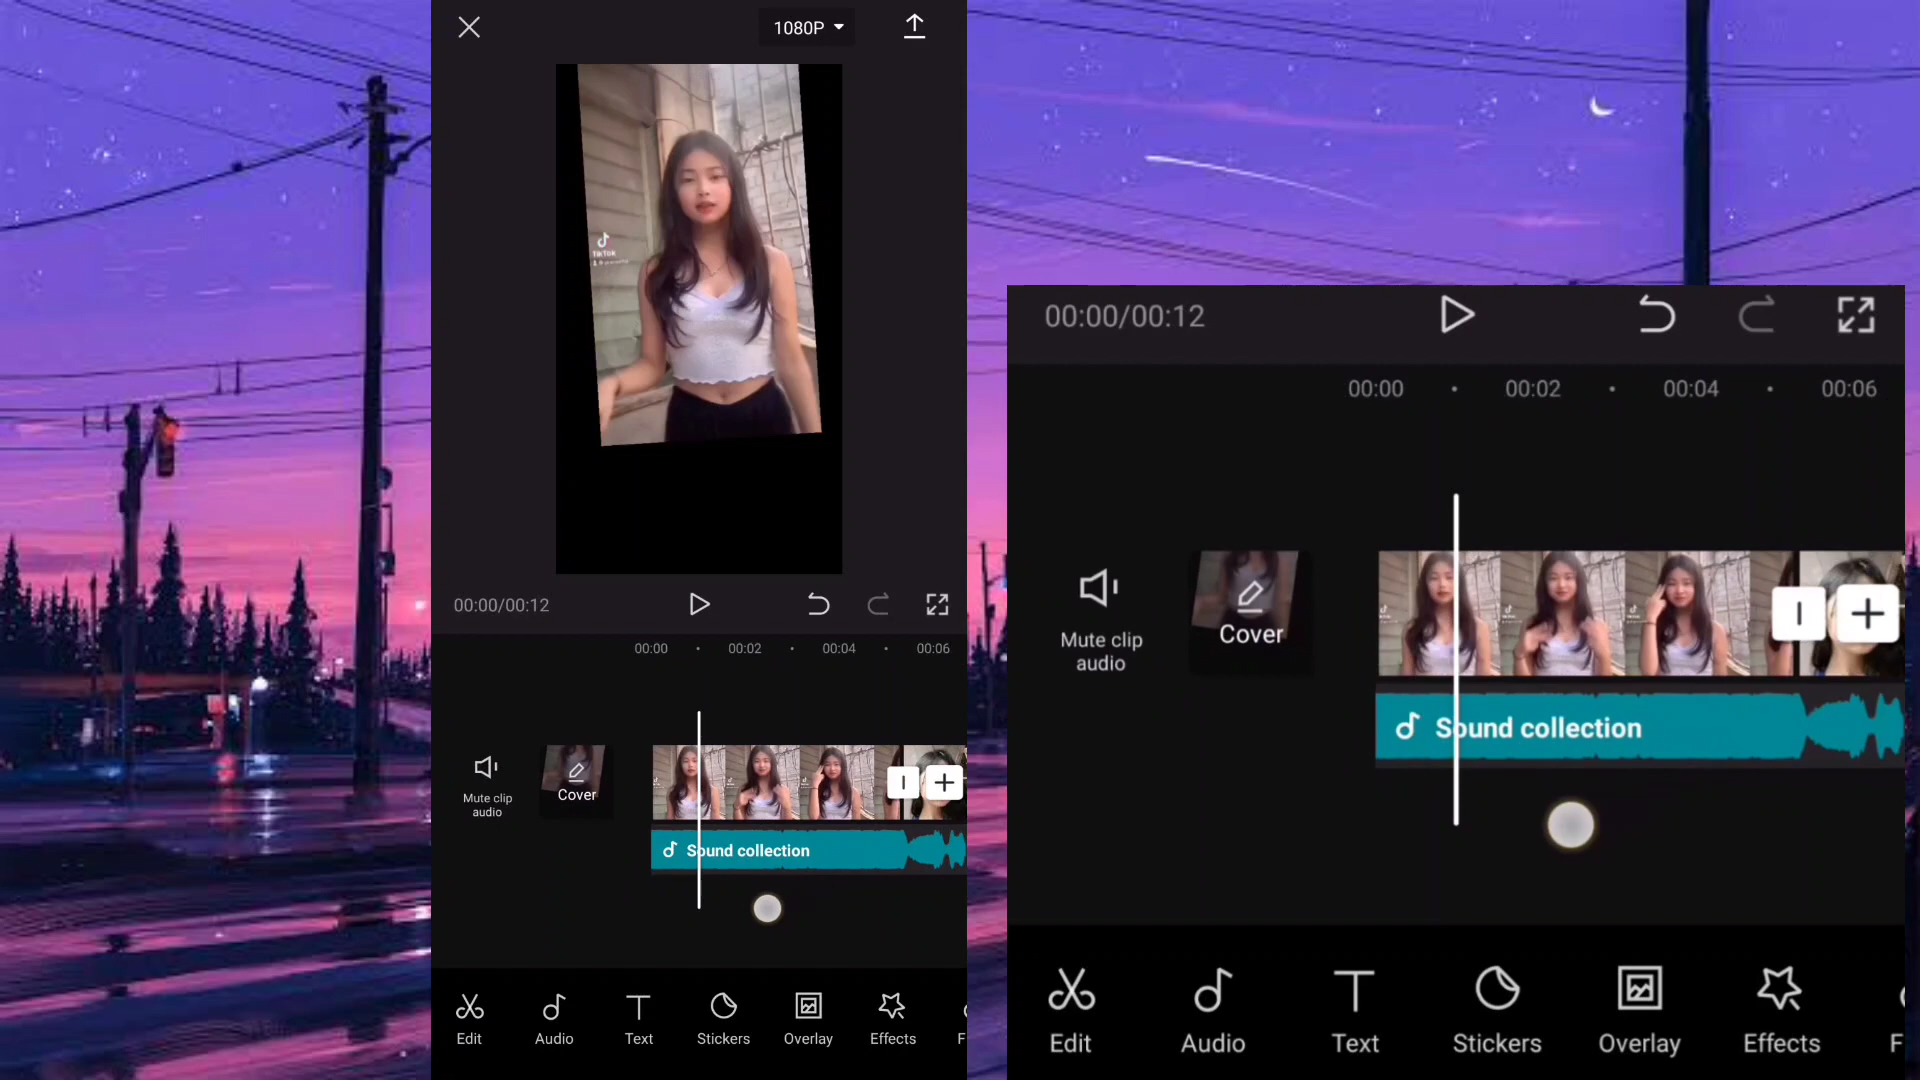 1080P
TikTok
00:00/00:12
00:00
00:02
00:04
00:06
Mute clip
audio
Cover
Sound collection
Edit
Audio
Text
Stickers
Overlay
Effects
F
00:00/00:12
00:00
00:02
00:04
00:06
Mute clip
audio
Cover
Sound collection
Edit
Audio
Text
Stickers
Overlay
Effects
F